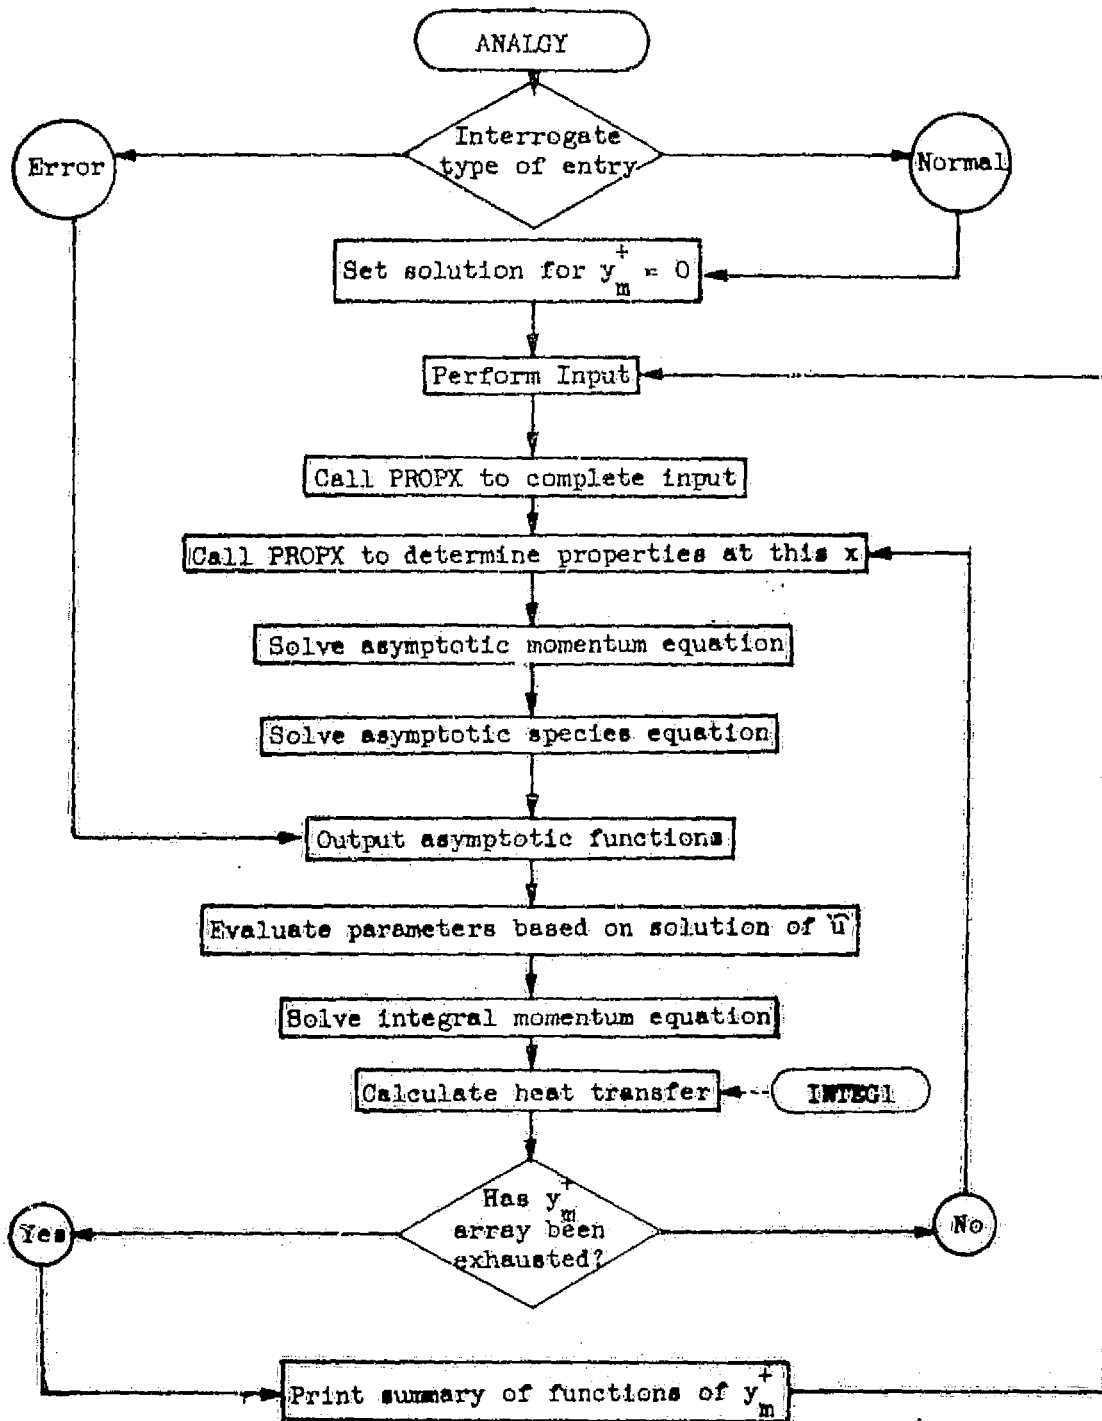 ANALGY
Interrogate
type of entry
Error
Normal
Set solution for y_m^+ = 0
Perform Input
Call PROPX to complete input
Call PROPX to determine properties at this x
Solve asymptotic momentum equation
Solve asymptotic species equation
Output asymptotic functions
Evaluate parameters based on solution of û
Solve integral momentum equation
Calculate heat transfer
INTEG1
Has y_m^+
array been
exhausted?
Yes
No
Print summary of functions of y_m^+